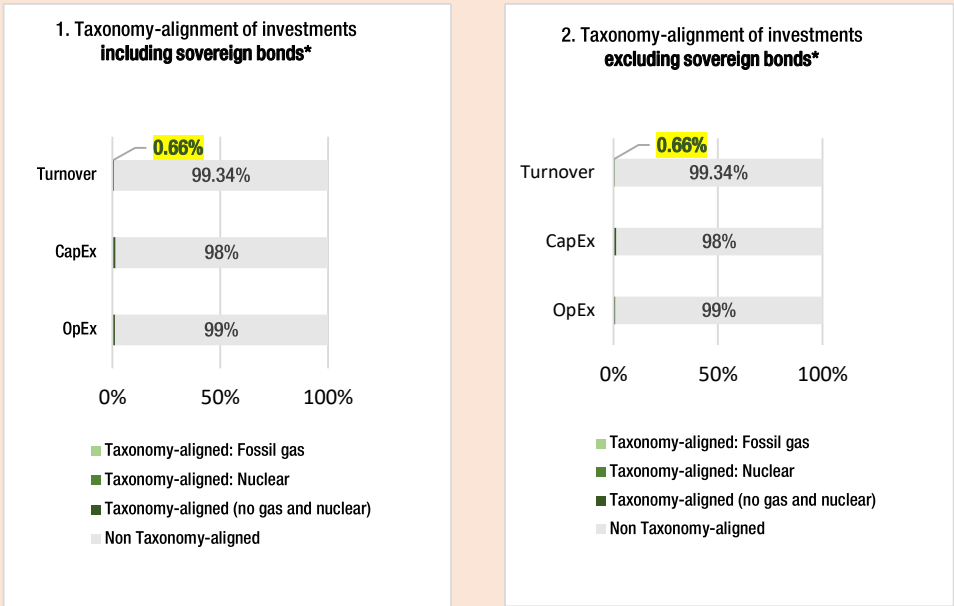 1. Taxonomy-alignment of investments
including sovereign bonds*
0.66%
Turnover
99.34%
CapEx
98%
OpEx
99%
0%
50%
100%
Taxonomy-aligned: Fossil gas
Taxonomy-aligned: Nuclear
Taxonomy-aligned (no gas and nuclear)
Non Taxonomy-aligned
2. Taxonomy-alignment of investments
excluding sovereign bonds*
0.66%
Turnover
99.34%
CapEx
98%
OpEx
99%
0%
50%
100%
Taxonomy-aligned: Fossil gas
Taxonomy-aligned: Nuclear
Taxonomy-aligned (no gas and nuclear)
Non Taxonomy-aligned